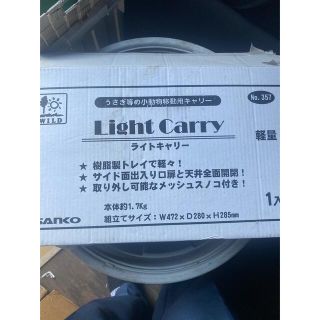 うさぎ等の小動物移動用キャリー
No. 357
WILD
Light Carry
ライトキャリー
軽量
★ 樹脂製トレイで軽々！
★ サイド面出入り口扉と天井全面開閉！
★ 取り外し可能なメッシュスノコ付き！
SANKO
本体約1.7Kg
組立てサイズ：W472×D280×H285mm
1入